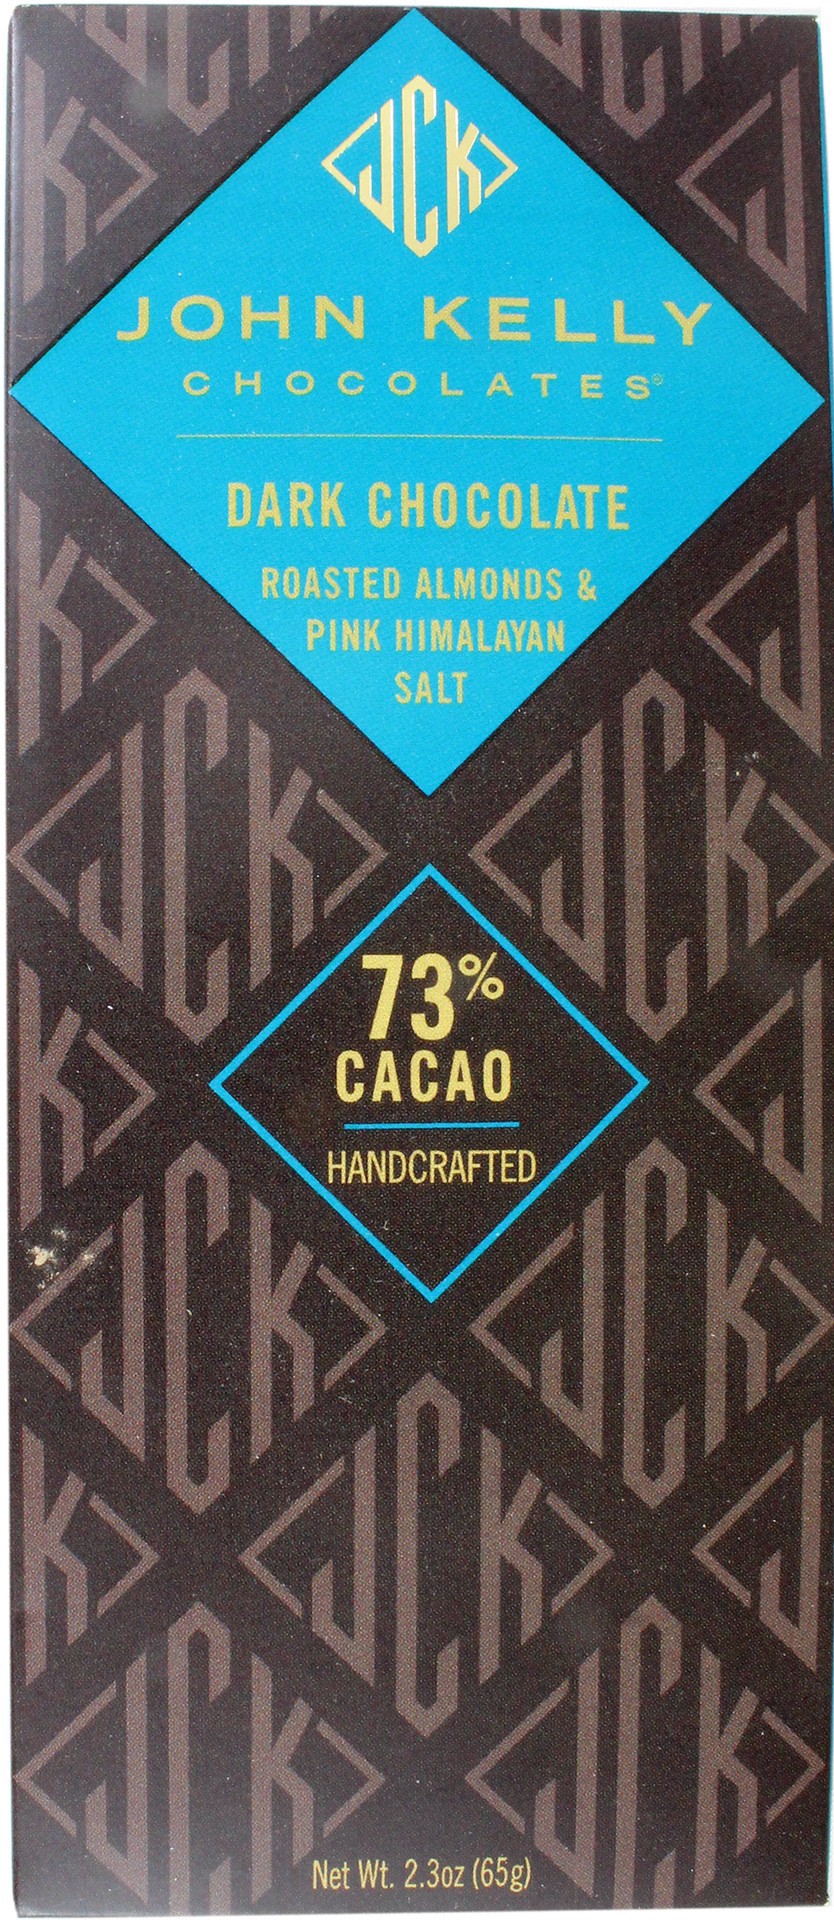 JCK
JOHN KELLY
CHOCOLATES®
DARK CHOCOLATE
ROASTED ALMONDS &
PINK HIMALAYAN
SALT
73%
CACAO
HANDCRAFTED
Net Wt. 2.3oz (65g)